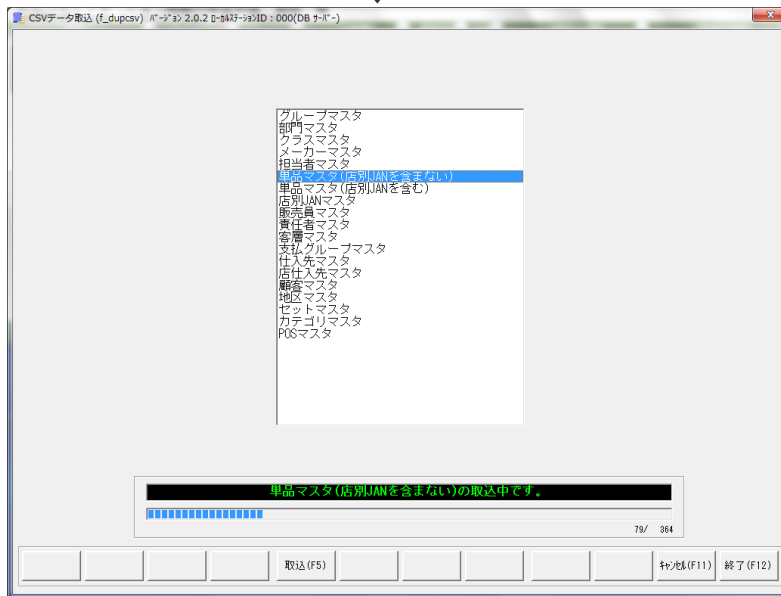 CSVデータ取込 (f_dupcsv) ﾊﾞｰｼﾞｮﾝ 2.0.2 ﾛｰｶﾙｽﾃｰｼｮﾝID : 000(DB ｻｰﾊﾞｰ)
グループマスタ
部門マスタ
クラスマスタ
メーカーマスタ
担当者マスタ
単品マスタ(店別JANを含まない)
単品マスタ(店別JANを含む)
店別JANマスタ
販売員マスタ
責任者マスタ
客層マスタ
支払グループマスタ
仕入先マスタ
店仕入先マスタ
顧客マスタ
地区マスタ
セットマスタ
カテゴリマスタ
POSマスタ
単品マスタ(店別JANを含まない)の取込中です。
79/ 364
取込(F5) ｷｬﾝｾﾙ(F11) 終了(F12)